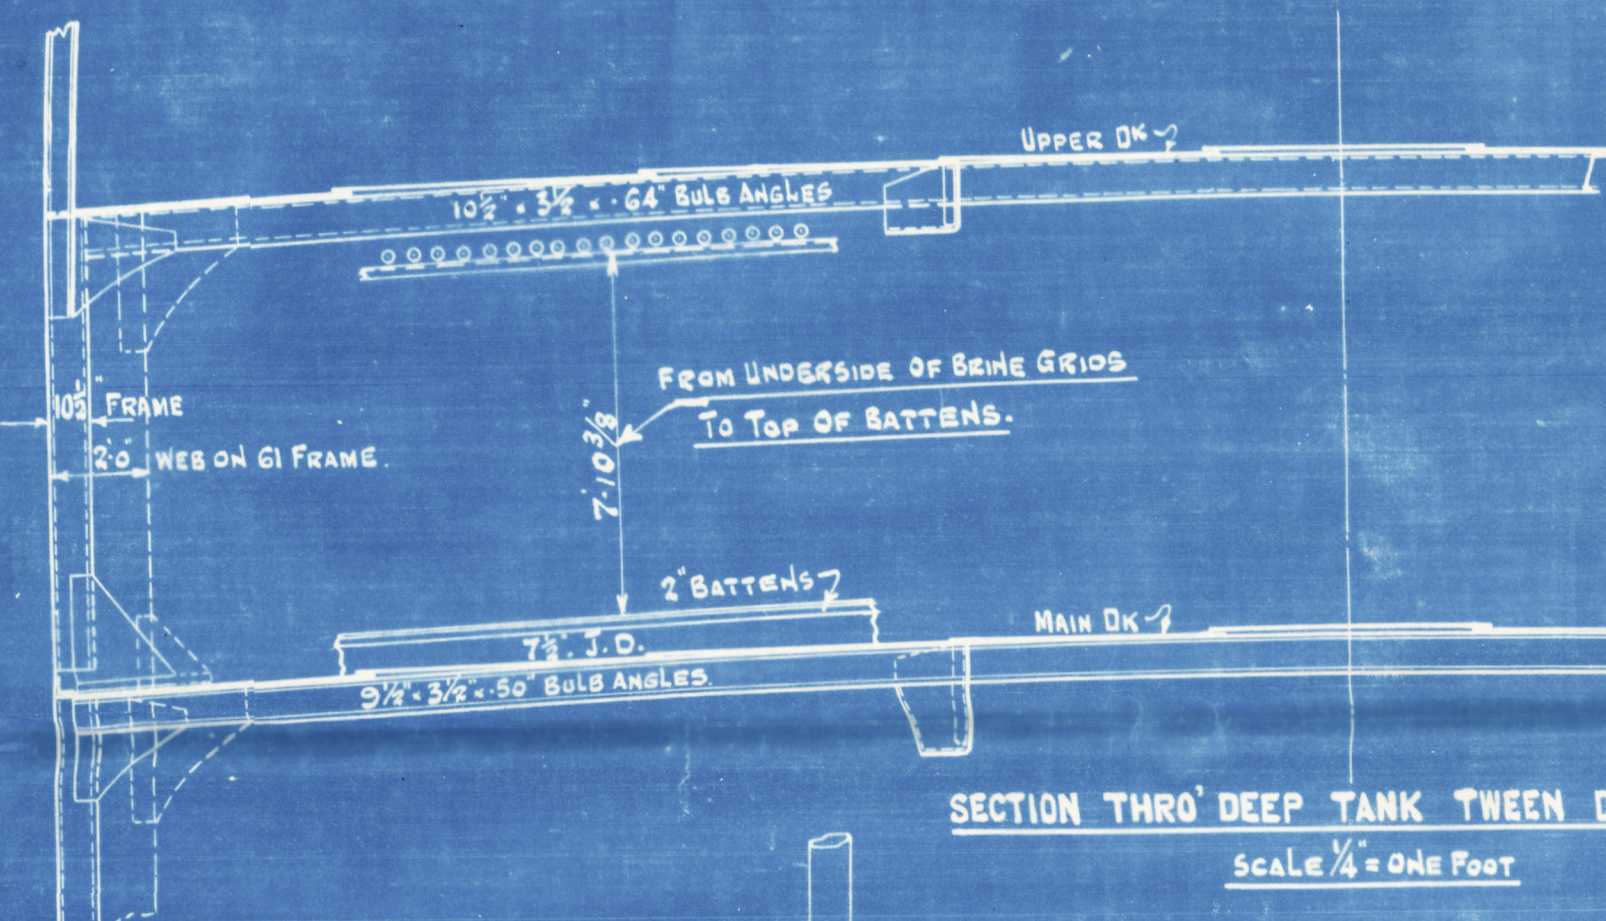 UPPER DK
10½" × 3½" × .64" BULB ANGLES
FROM UNDERSIDE OF BRINE GRIDS
TO TOP OF BATTENS.
10½" FRAME
2'·0" WEB ON 61 FRAME.
7'·10 3/8"
2" BATTENS
MAIN DK
7½". J.D.
9½" × 3½" × .50" BULB ANGLES.
SECTION THRO' DEEP TANK TWEEN D
SCALE ¼" = ONE FOOT